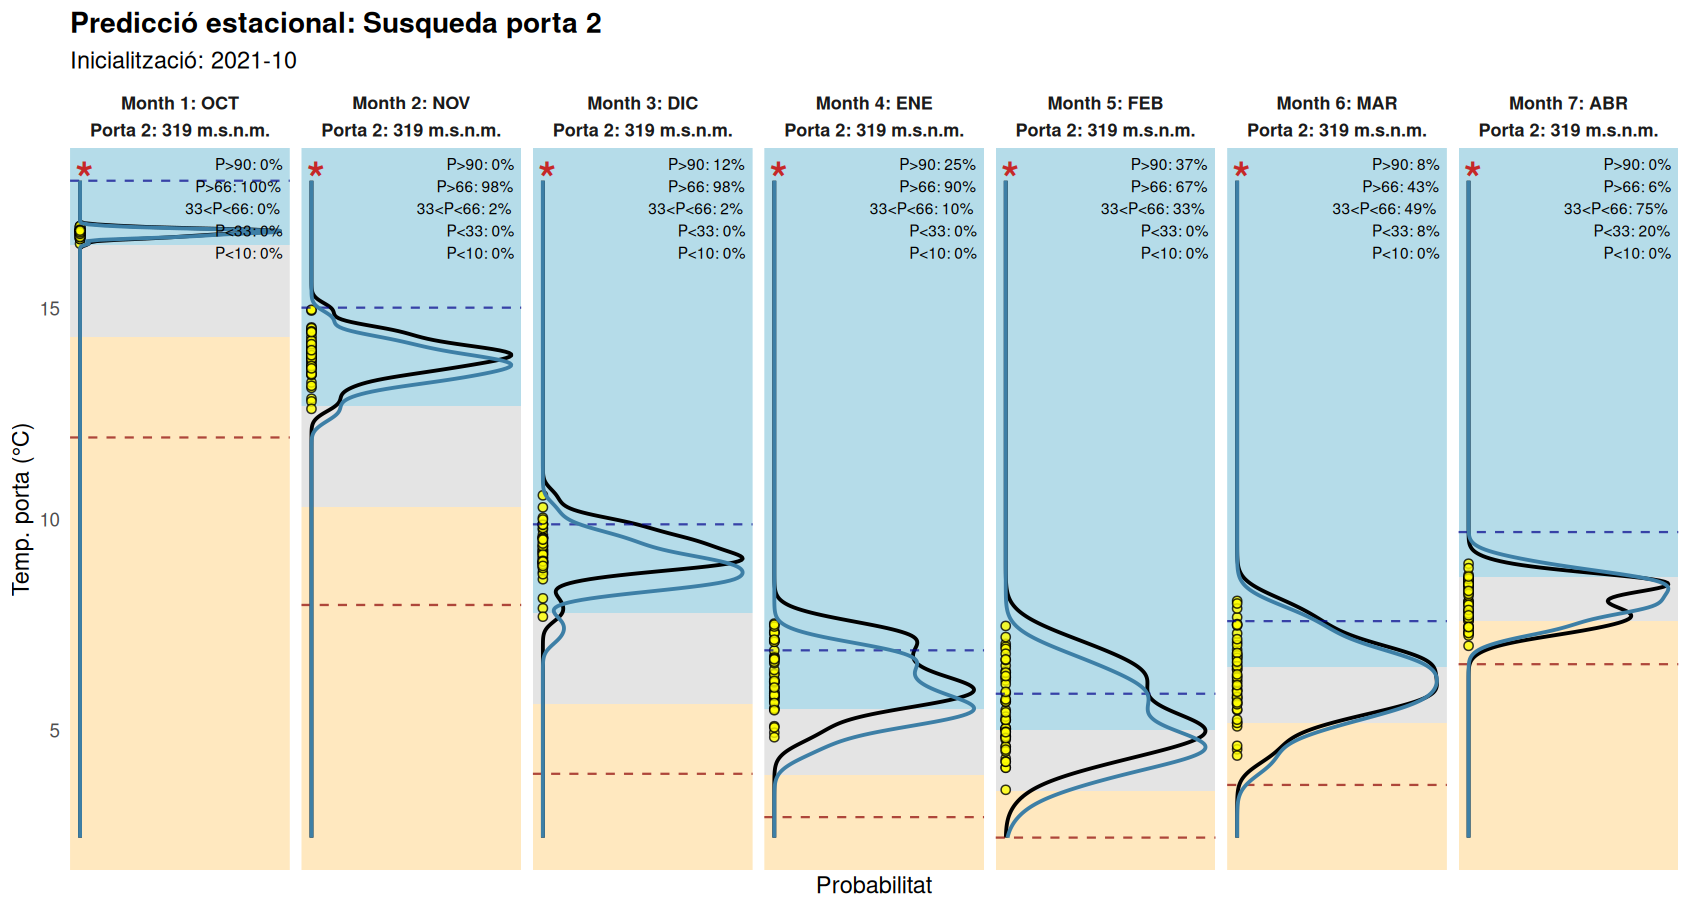 Predicció estacional: Susqueda porta 2
Inicialització: 2021-10
Month 1: OCT
Porta 2: 319 m.s.n.m.
Month 2: NOV
Porta 2: 319 m.s.n.m.
Month 3: DIC
Porta 2: 319 m.s.n.m.
Month 4: ENE
Porta 2: 319 m.s.n.m.
Month 5: FEB
Porta 2: 319 m.s.n.m.
Month 6: MAR
Porta 2: 319 m.s.n.m.
Month 7: ABR
Porta 2: 319 m.s.n.m.
*
P>90: 0%
P>66: 100%
33<P<66: 0%
P<33: 0%
P<10: 0%
*
P>90: 0%
P>66: 98%
33<P<66: 2%
P<33: 0%
P<10: 0%
*
P>90: 12%
P>66: 98%
33<P<66: 2%
P<33: 0%
P<10: 0%
*
P>90: 25%
P>66: 90%
33<P<66: 10%
P<33: 0%
P<10: 0%
*
P>90: 37%
P>66: 67%
33<P<66: 33%
P<33: 0%
P<10: 0%
*
P>90: 8%
P>66: 43%
33<P<66: 49%
P<33: 8%
P<10: 0%
*
P>90: 0%
P>66: 6%
33<P<66: 75%
P<33: 20%
P<10: 0%
15
10
5
Temp. porta (°C)
Probabilitat